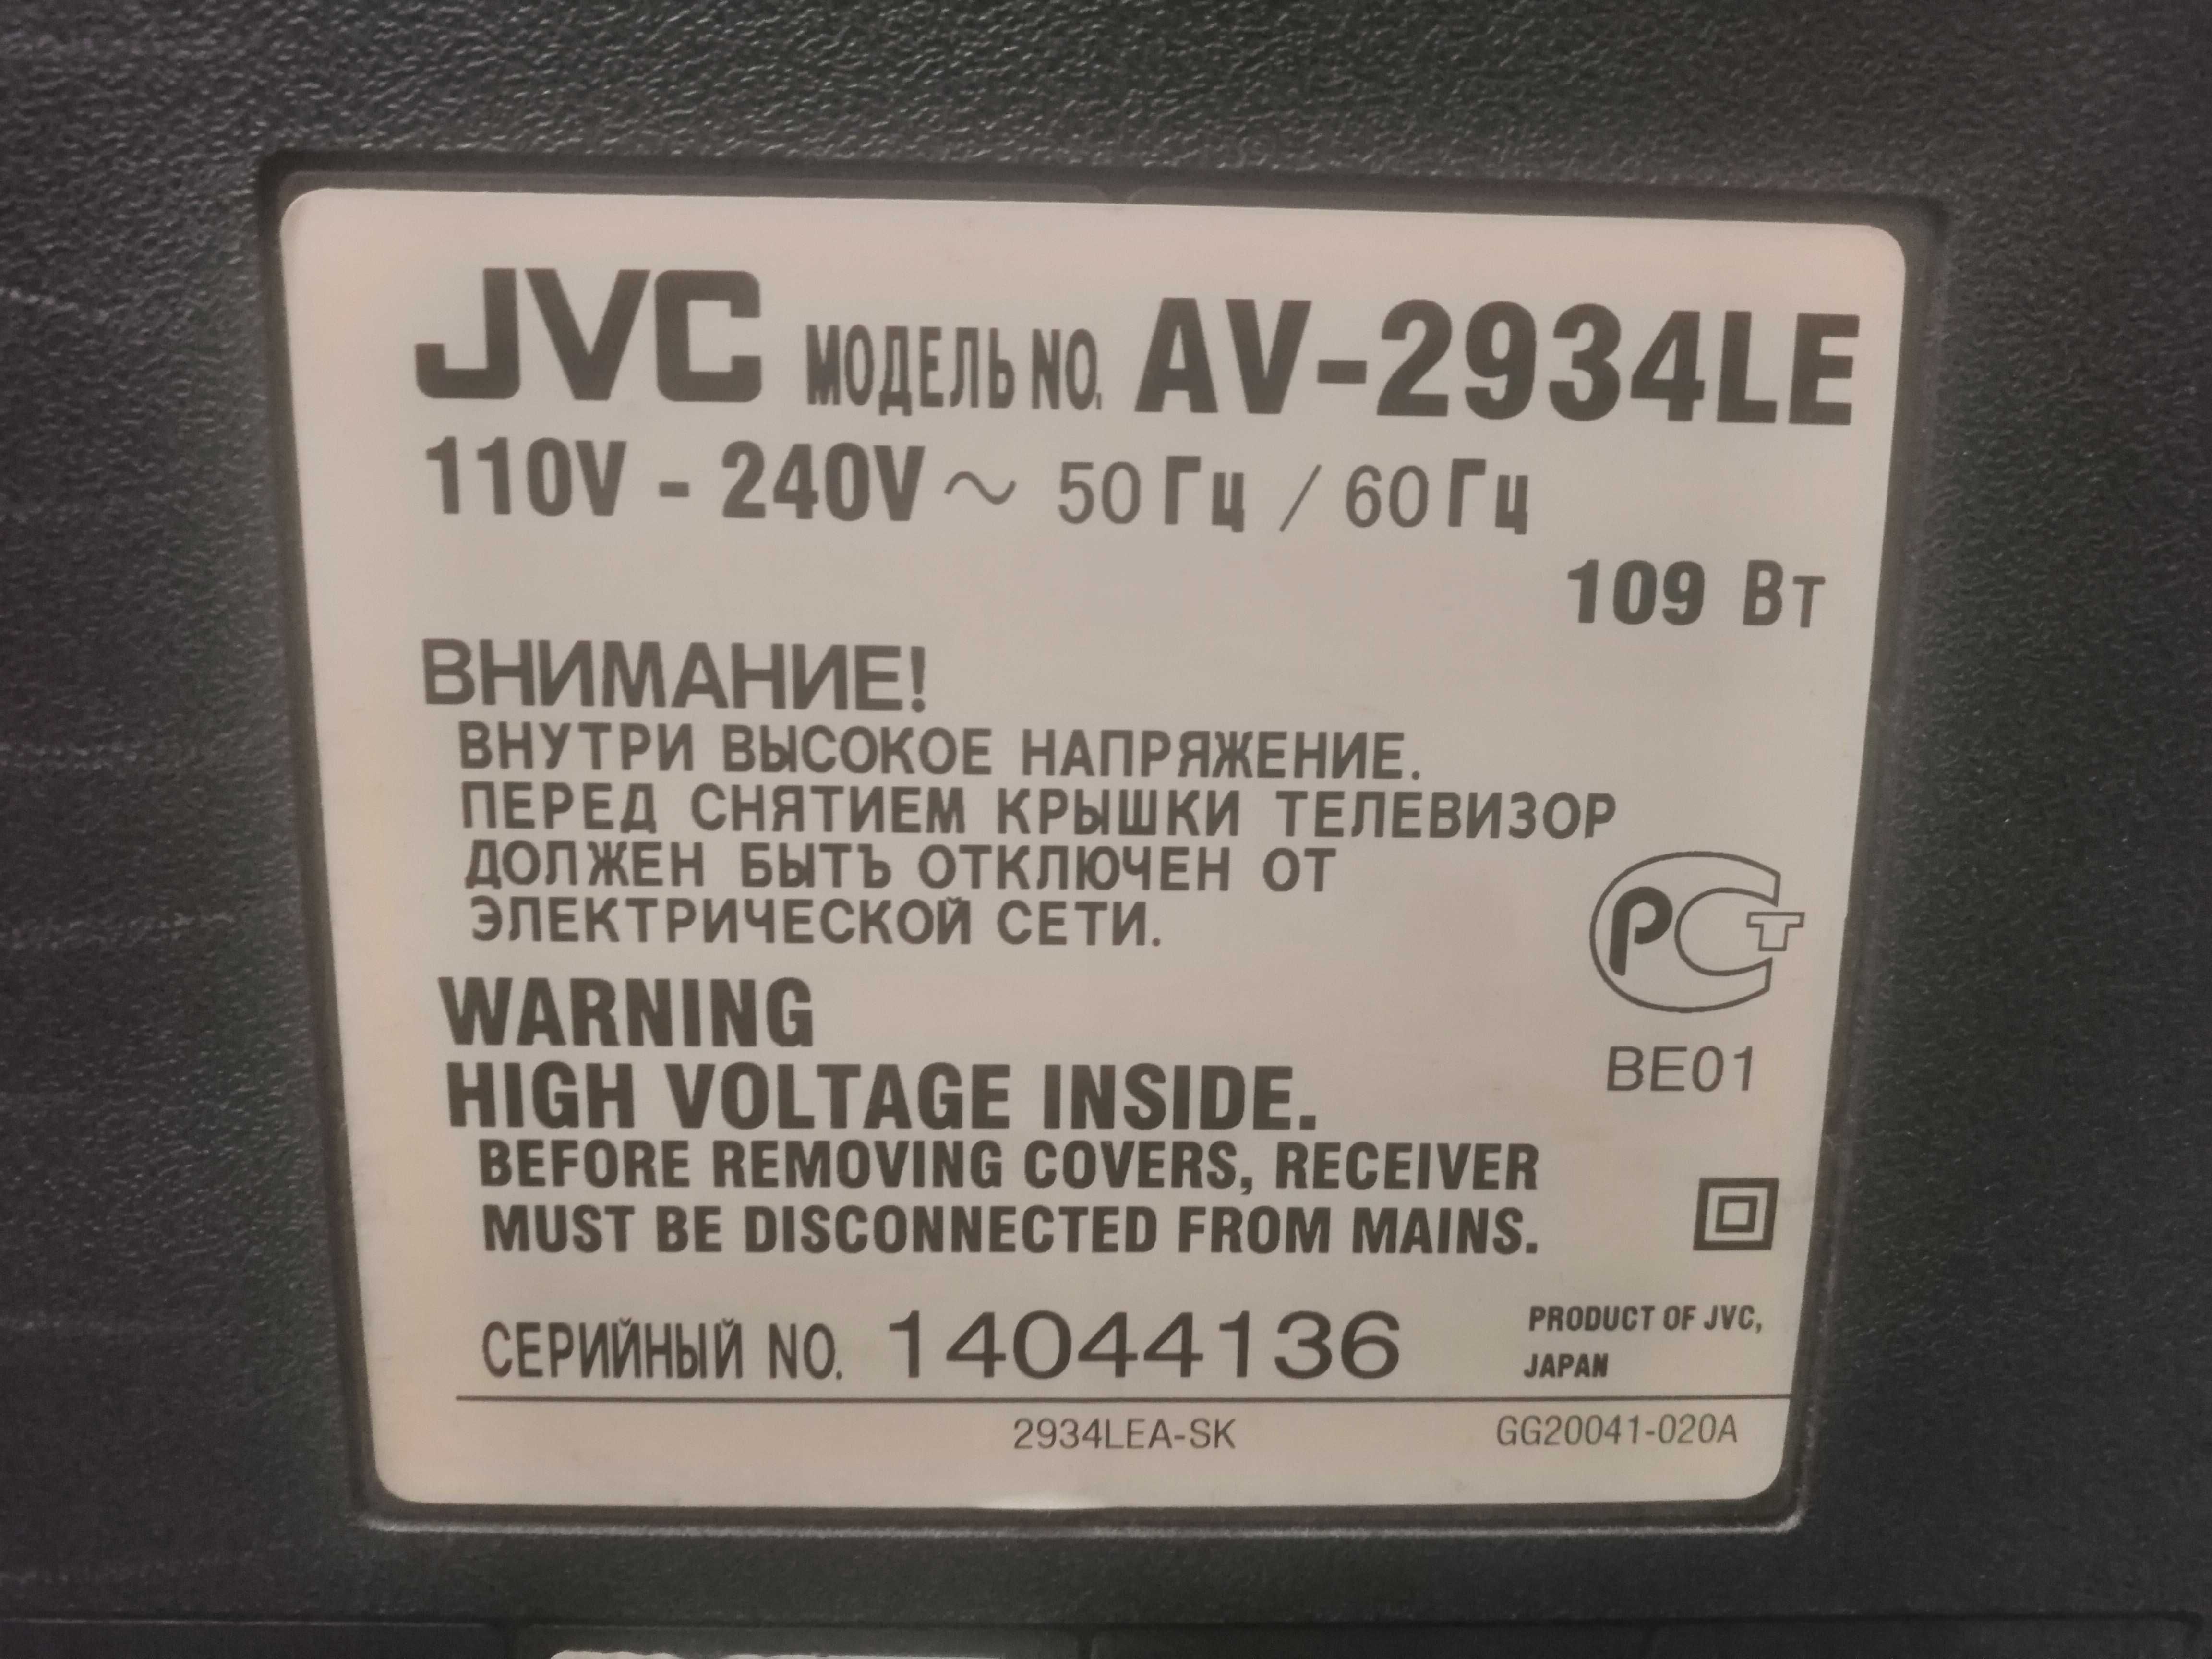 JVC МОДЕЛЬ NO. AV-2934LE
110V - 240V ~ 50 Гц / 60 Гц
109 Вт
ВНИМАНИЕ!
ВНУТРИ ВЫСОКОЕ НАПРЯЖЕНИЕ.
ПЕРЕД СНЯТИЕМ КРЫШКИ ТЕЛЕВИЗОР
ДОЛЖЕН БЫТЪ ОТКЛЮЧЕН ОТ
ЭЛЕКТРИЧЕСКОЙ СЕТИ.
РСТ
BE01
WARNING
HIGH VOLTAGE INSIDE.
BEFORE REMOVING COVERS, RECEIVER
MUST BE DISCONNECTED FROM MAINS.
СЕРИЙНЫЙ NO. 14044136
PRODUCT OF JVC,
JAPAN
2934LEA-SK
GG20041-020A